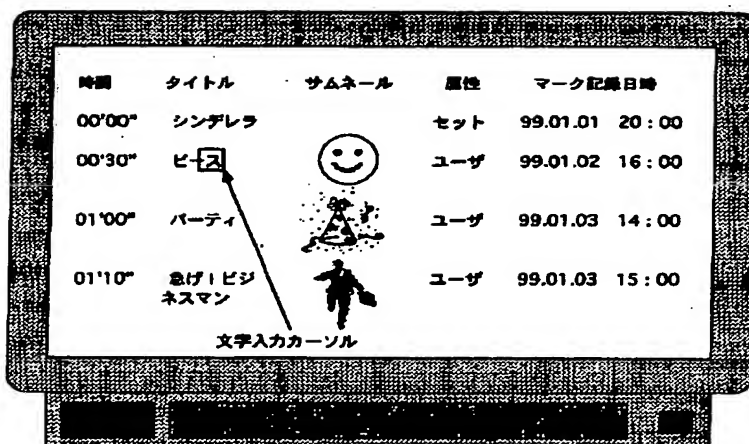 時間 タイトル サムネール 属性 マーク記録日時
00'00" シンデレラ セット 99.01.01 20:00
00'30" ピース ユーザ 99.01.02 16:00
01'00" パーティ ユーザ 99.01.03 14:00
01'10" 急げ!ビジ ユーザ 99.01.03 15:00
ネスマン
文字入力カーソル